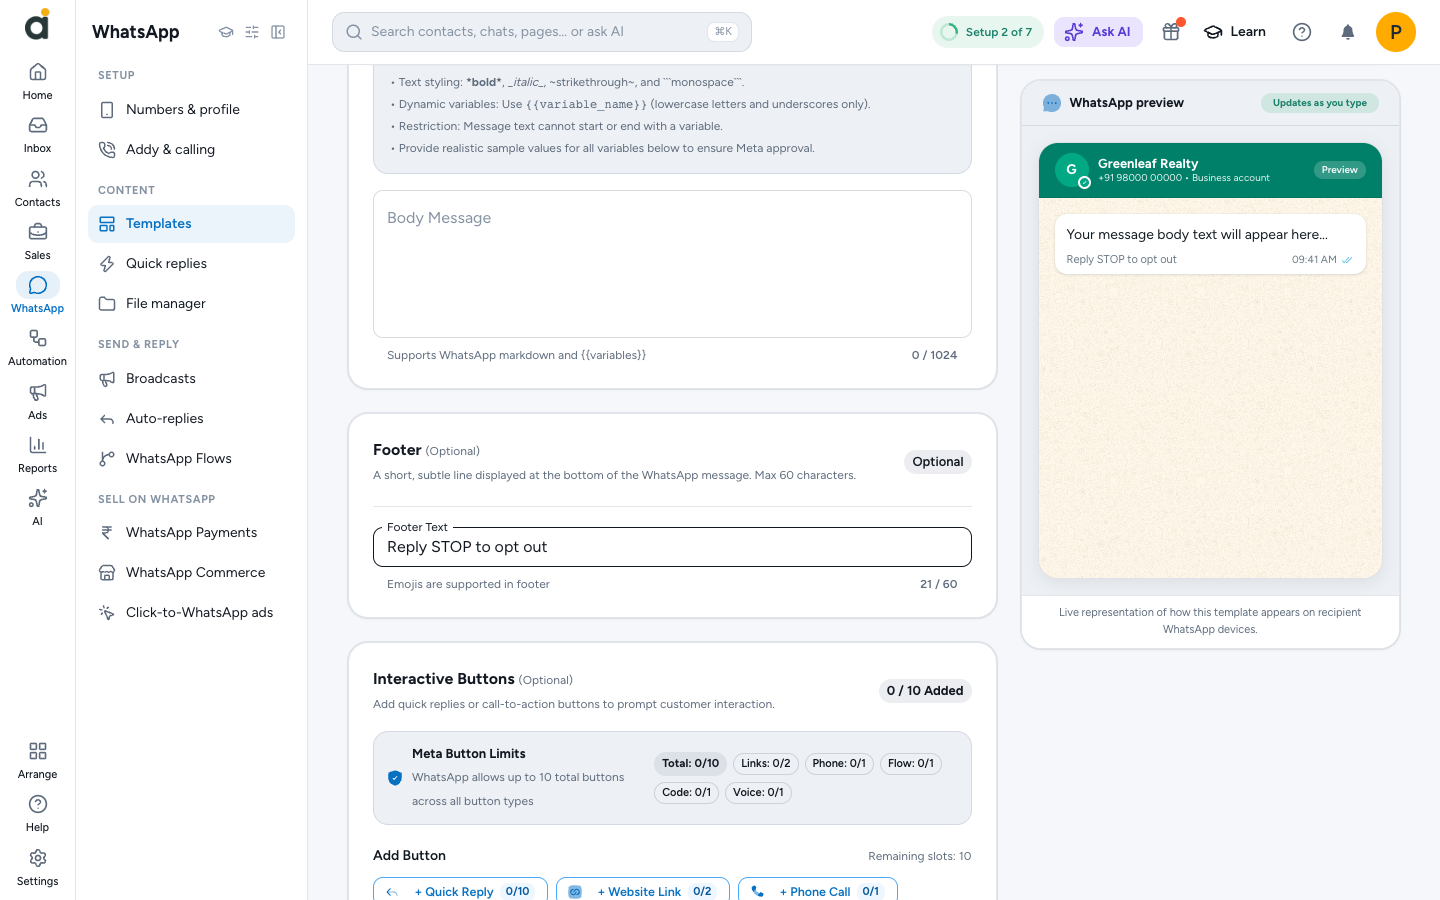 Home
Inbox
Contacts
Sales
WhatsApp
Automation
Ads
Reports
AI
Arrange
Help
Settings
WhatsApp
SETUP
Numbers & profile
Addy & calling
CONTENT
Templates
Quick replies
File manager
SEND & REPLY
Broadcasts
Auto-replies
WhatsApp Flows
SELL ON WHATSAPP
WhatsApp Payments
WhatsApp Commerce
Click-to-WhatsApp ads
Search contacts, chats, pages... or ask AI
⌘K
Setup 2 of 7
Ask AI
Learn
P
• Text styling: *bold*, _italic_, ~strikethrough~, and ```monospace```.
• Dynamic variables: Use {{variable_name}} (lowercase letters and underscores only).
• Restriction: Message text cannot start or end with a variable.
• Provide realistic sample values for all variables below to ensure Meta approval.
Body Message
Supports WhatsApp markdown and {{variables}}
0 / 1024
Footer (Optional)
A short, subtle line displayed at the bottom of the WhatsApp message. Max 60 characters.
Optional
Footer Text
Reply STOP to opt out
Emojis are supported in footer
21 / 60
Interactive Buttons (Optional)
Add quick replies or call-to-action buttons to prompt customer interaction.
0 / 10 Added
Meta Button Limits
WhatsApp allows up to 10 total buttons
across all button types
Total: 0/10
Links: 0/2
Phone: 0/1
Flow: 0/1
Code: 0/1
Voice: 0/1
Add Button
Remaining slots: 10
+ Quick Reply 0/10
+ Website Link 0/2
+ Phone Call 0/1
WhatsApp preview
Updates as you type
G
Greenleaf Realty
+91 98000 00000 • Business account
Preview
Your message body text will appear here...
Reply STOP to opt out
09:41 AM
Live representation of how this template appears on recipient
WhatsApp devices.